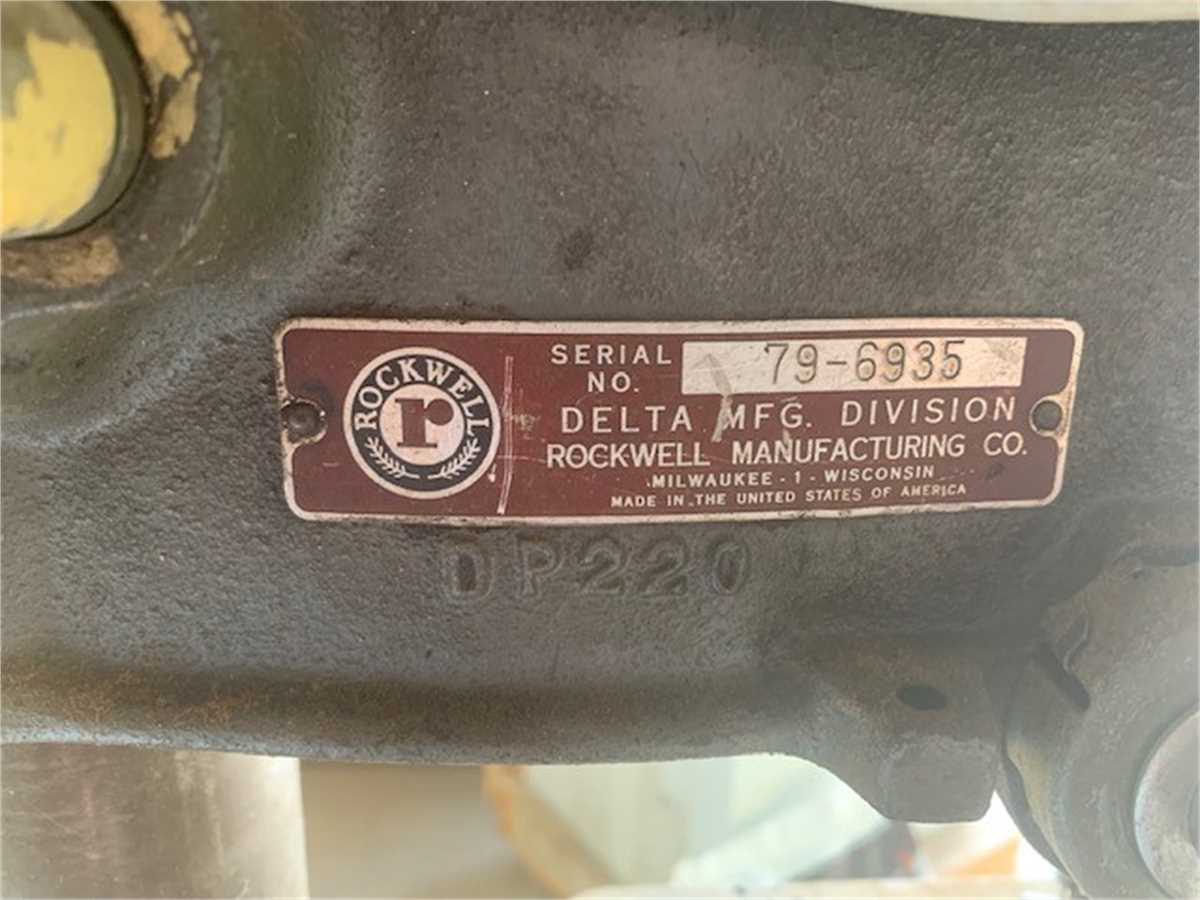 ROCKWELL
r
SERIAL NO. 79-6935
DELTA MFG. DIVISION
ROCKWELL MANUFACTURING CO.
MILWAUKEE - 1 - WISCONSIN
MADE IN THE UNITED STATES OF AMERICA
DP220